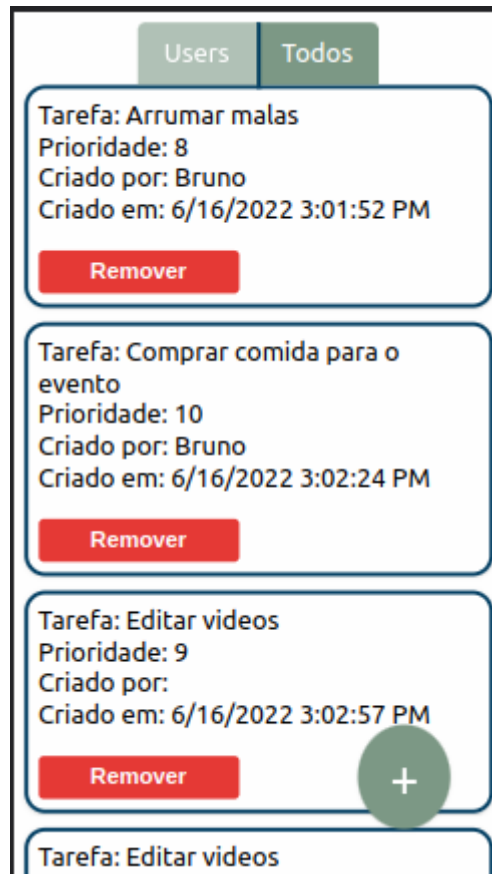 Users Todos
Tarefa: Arrumar malas
Prioridade: 8
Criado por: Bruno
Criado em: 6/16/2022 3:01:52 PM
Remover
Tarefa: Comprar comida para o
evento
Prioridade: 10
Criado por: Bruno
Criado em: 6/16/2022 3:02:24 PM
Remover
Tarefa: Editar videos
Prioridade: 9
Criado por:
Criado em: 6/16/2022 3:02:57 PM
Remover
+
Tarefa: Editar videos